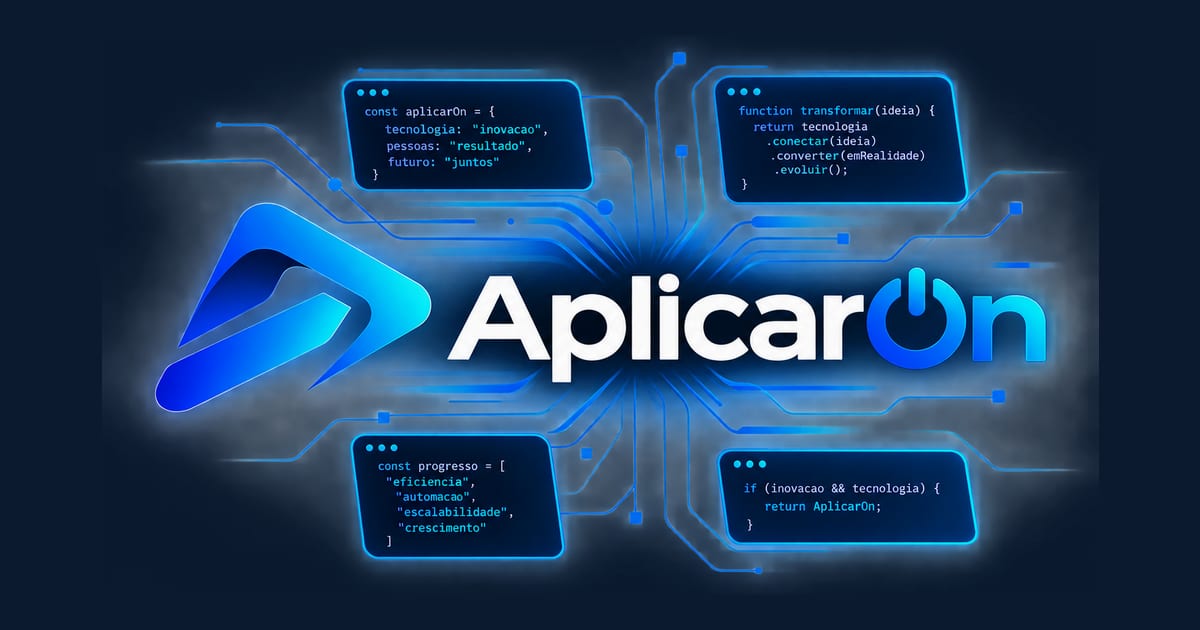 const aplicarOn = {
tecnologia: "inovacao",
pessoas: "resultado",
futuro: "juntos"
}
function transformar(ideia) {
return tecnologia
.conectar(ideia)
.converter(emRealidade)
.evoluir();
}
AplicarOn
const progresso = [
"eficiencia",
"automacao",
"escalabilidade",
"crescimento"
]
if (inovacao && tecnologia) {
return AplicarOn;
}